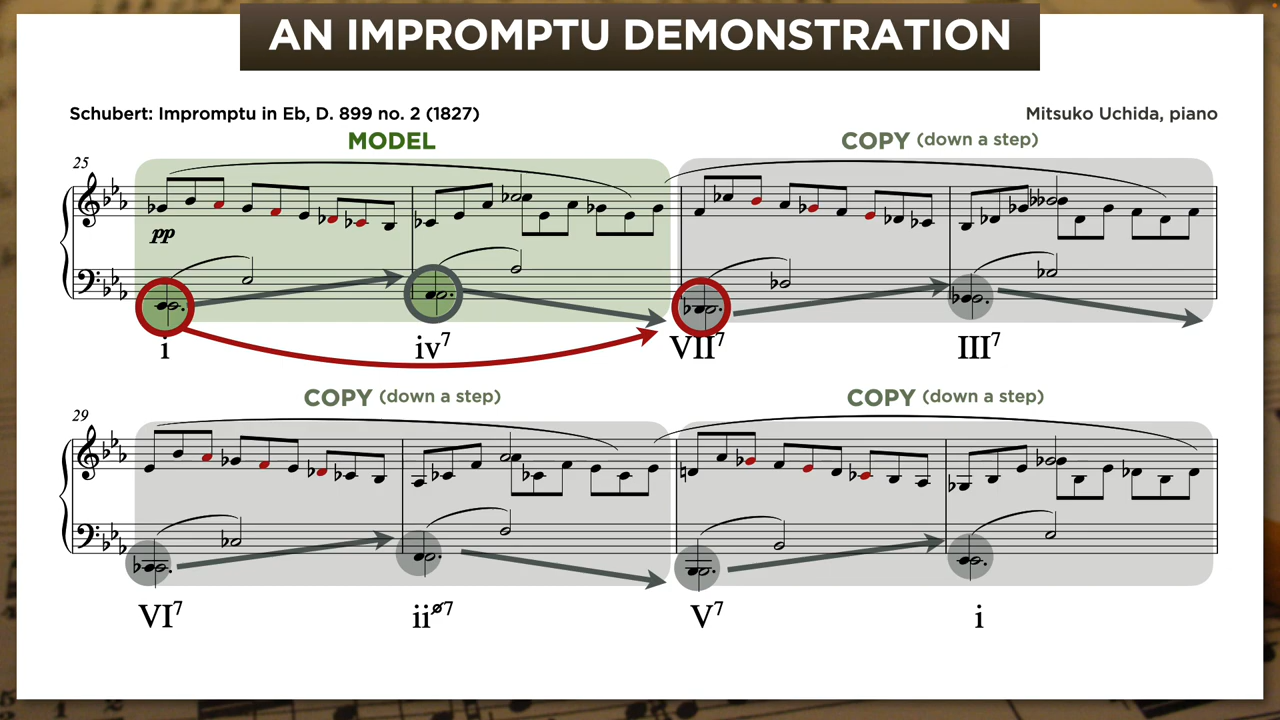 AN IMPROMPTU DEMONSTRATION
Schubert: Impromptu in Eb, D. 899 no. 2 (1827)
Mitsuko Uchida, piano
MODEL
COPY (down a step)
25
pp
i
iv7
VII7
III7
COPY (down a step)
COPY (down a step)
29
VI7
iiø7
V7
i